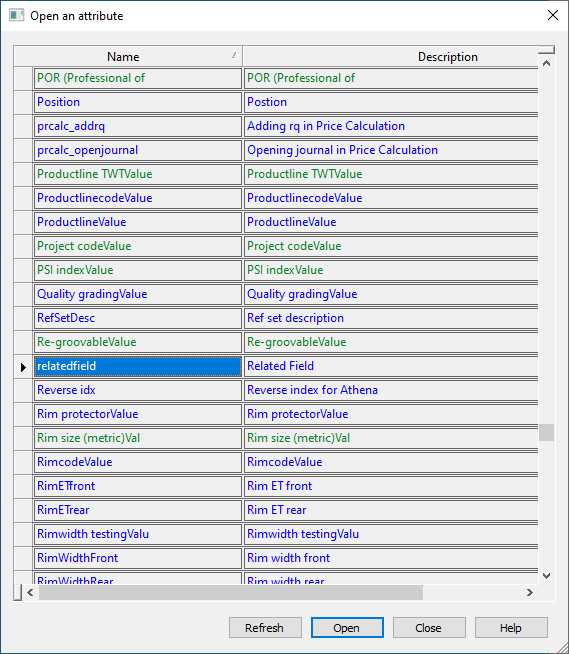 Open an attribute
Name Description
POR (Professional of POR (Professional of
Position Postion
prcalc_addrq Adding rq in Price Calculation
prcalc_openjournal Opening journal in Price Calculation
Productline TWTValue Productline TWTValue
ProductlinecodeValue ProductlinecodeValue
ProductlineValue ProductlineValue
Project codeValue Project codeValue
PSI indexValue PSI indexValue
Quality gradingValue Quality gradingValue
RefSetDesc Ref set description
Re-groovableValue Re-groovableValue
relatedfield Related Field
Reverse idx Reverse index for Athena
Rim protectorValue Rim protectorValue
Rim size (metric)Val Rim size (metric)Val
RimcodeValue RimcodeValue
RimETfront Rim ET front
RimETrear Rim ET rear
Rimwidth testingValu Rimwidth testingValu
RimWidthFront Rim width front
RimWidthRear Rim width rear
Refresh Open Close Help